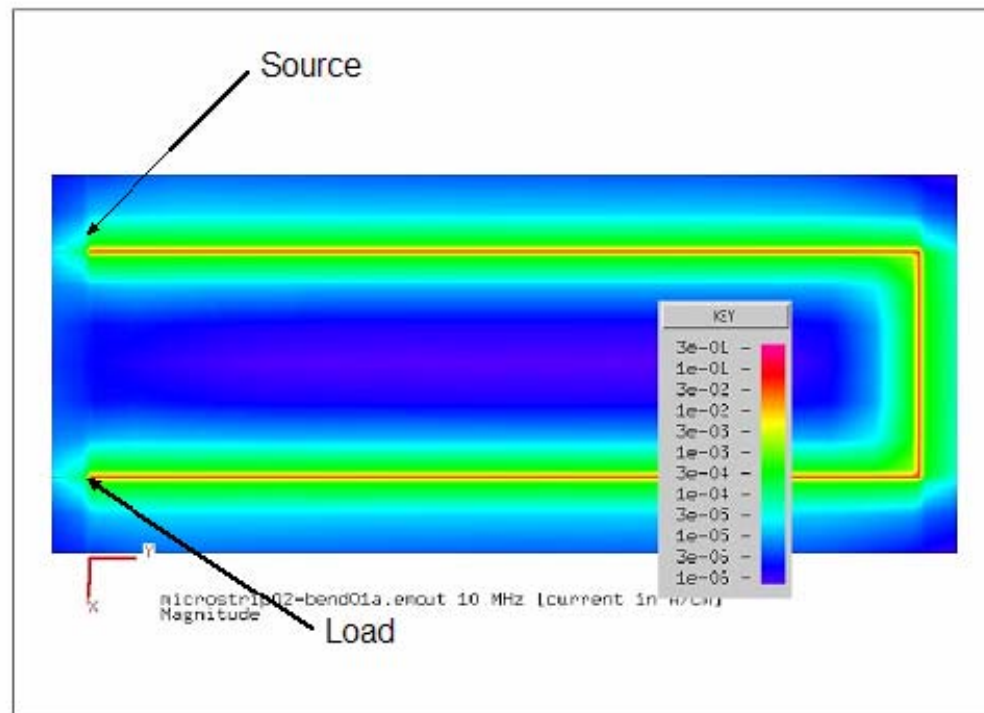 Source
KEY
3e-01 -
1e-01 -
3e-02 -
1e-02 -
3e-03 -
1e-03 -
3e-04 -
1e-04 -
3e-05 -
1e-05 -
3e-06 -
1e-06 -
Y
X
microstrip02=bend01a.emout 10 MHz [current in A/cm]
Magnitude
Load